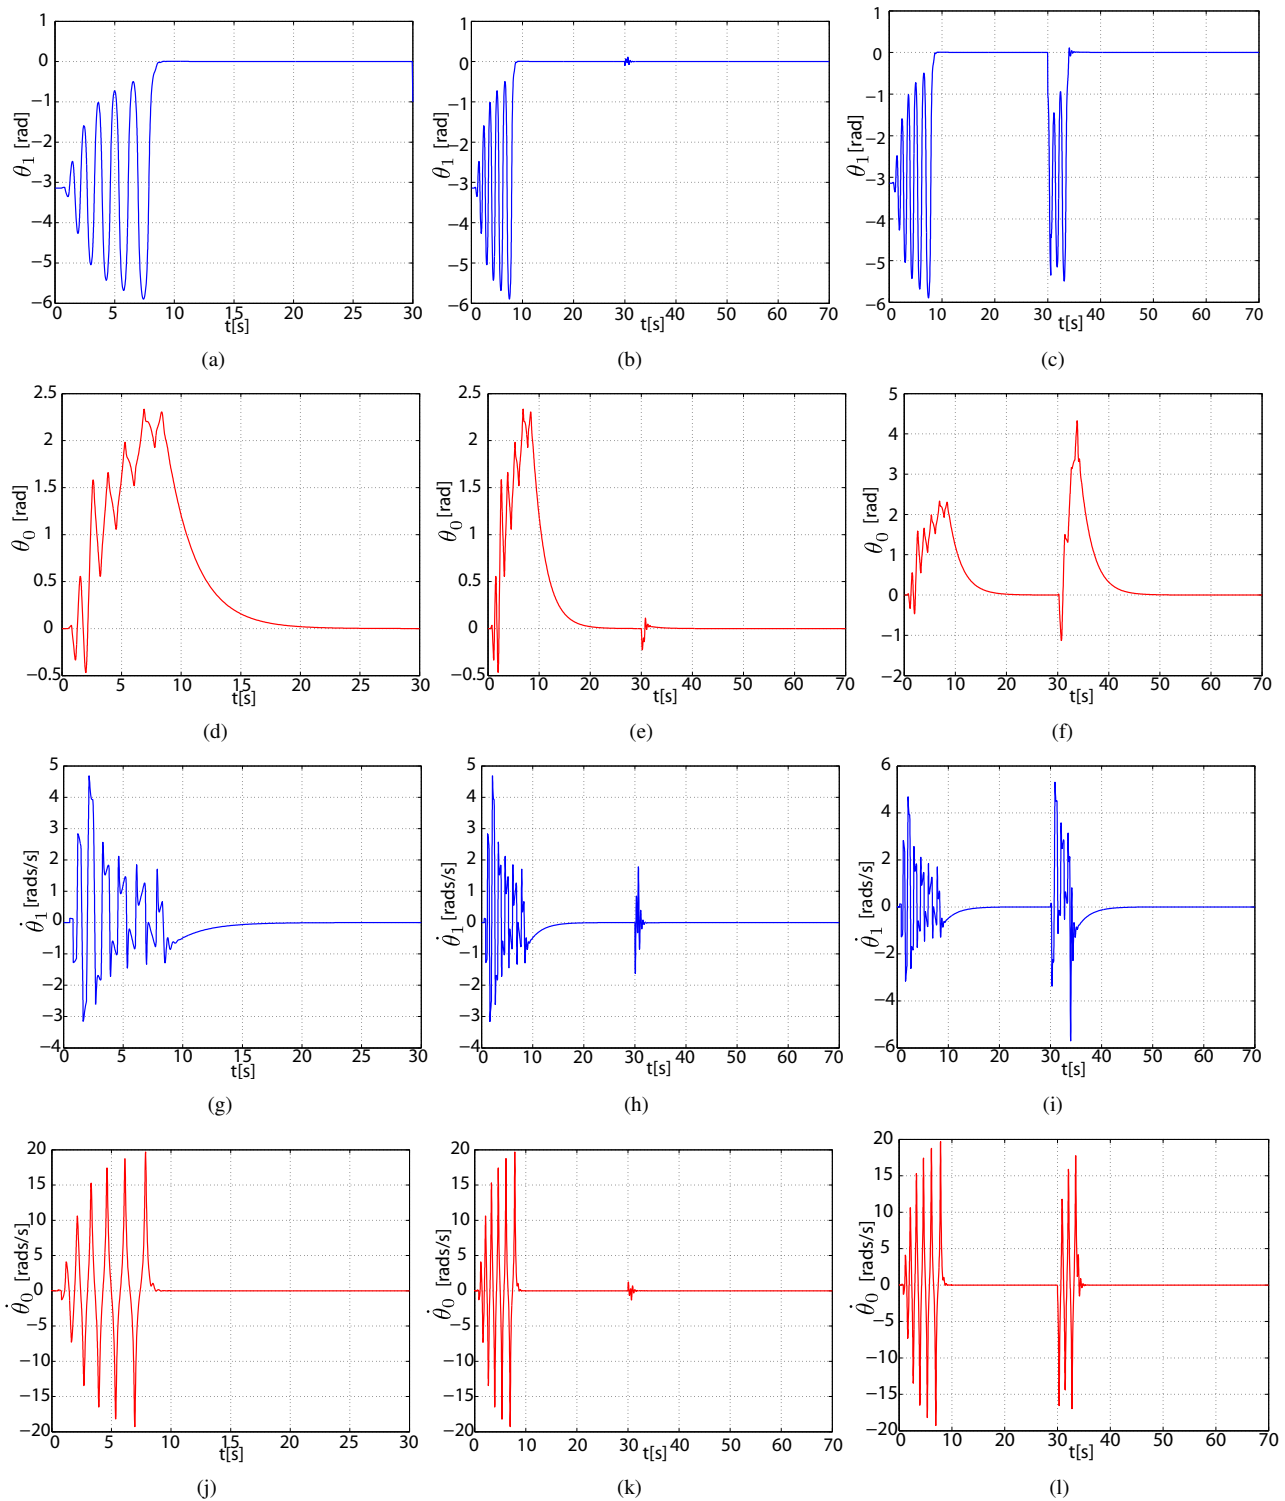 θ₁ [rad]
1
0
−1
−2
−3
−4
−5
−6
0 5 10 15 20 25 30
t[s]
(a)
θ₁ [rad]
1
0
−1
−2
−3
−4
−5
−6
0 10 20 30 40 50 60 70
t[s]
(b)
θ₁ [rad]
1
0
−1
−2
−3
−4
−5
−6
0 10 20 30 40 50 60 70
t[s]
(c)
θ₀ [rad]
2.5
2
1.5
1
0.5
0
−0.5
0 5 10 15 20 25 30
t[s]
(d)
θ₀ [rad]
2.5
2
1.5
1
0.5
0
−0.5
0 10 20 30 40 50 60 70
t[s]
(e)
θ₀ [rad]
5
4
3
2
1
0
−1
−2
0 10 20 30 40 50 60 70
t[s]
(f)
θ̇₁ [rads/s]
5
4
3
2
1
0
−1
−2
−3
−4
0 5 10 15 20 25 30
t[s]
(g)
θ̇₁ [rads/s]
5
4
3
2
1
0
−1
−2
−3
−4
0 10 20 30 40 50 60 70
t[s]
(h)
θ̇₁ [rads/s]
6
4
2
0
−2
−4
−6
0 10 20 30 40 50 60 70
t[s]
(i)
θ̇₀ [rads/s]
20
15
10
5
0
−5
−10
−15
−20
0 5 10 15 20 25 30
t[s]
(j)
θ̇₀ [rads/s]
20
15
10
5
0
−5
−10
−15
−20
0 10 20 30 40 50 60 70
t[s]
(k)
θ̇₀ [rads/s]
20
15
10
5
0
−5
−10
−15
−20
0 10 20 30 40 50 60 70
t[s]
(l)